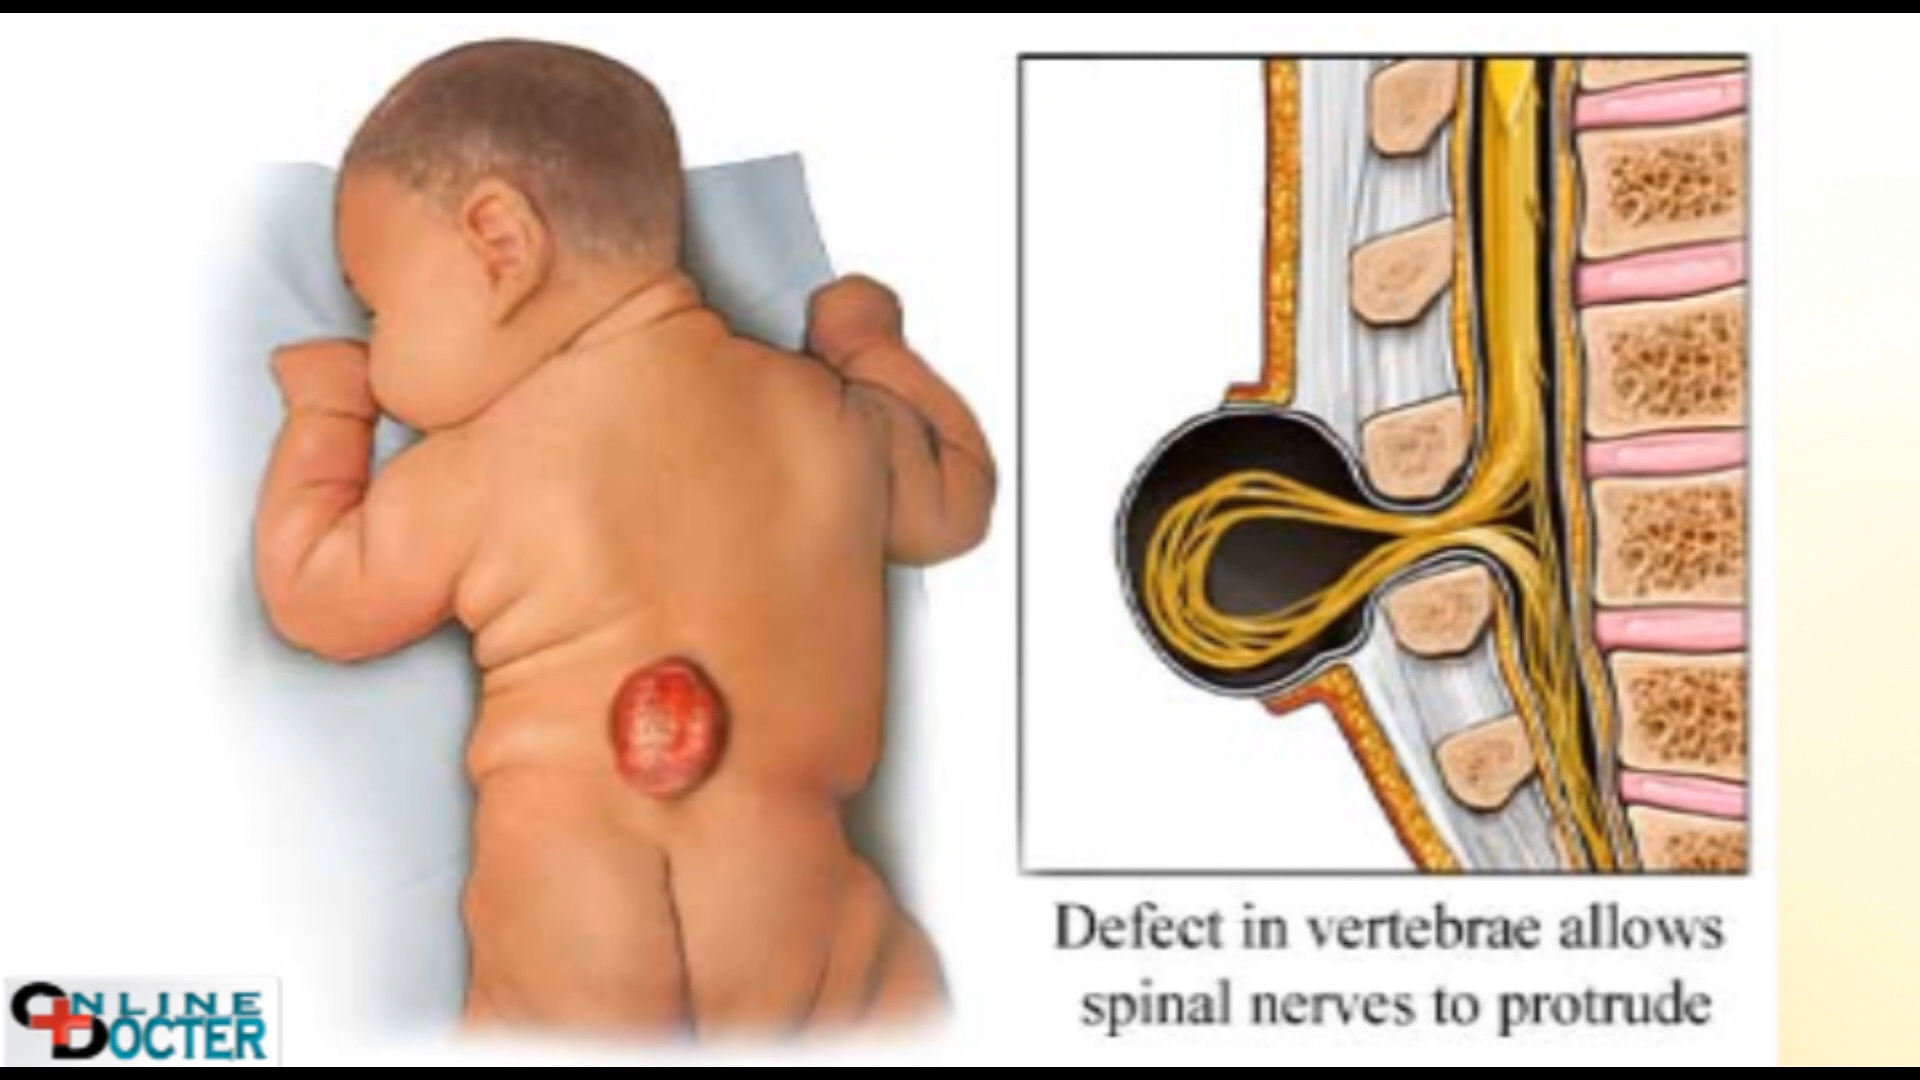 Defect in vertebrae allows
spinal nerves to protrude
ONLINE
DOCTER